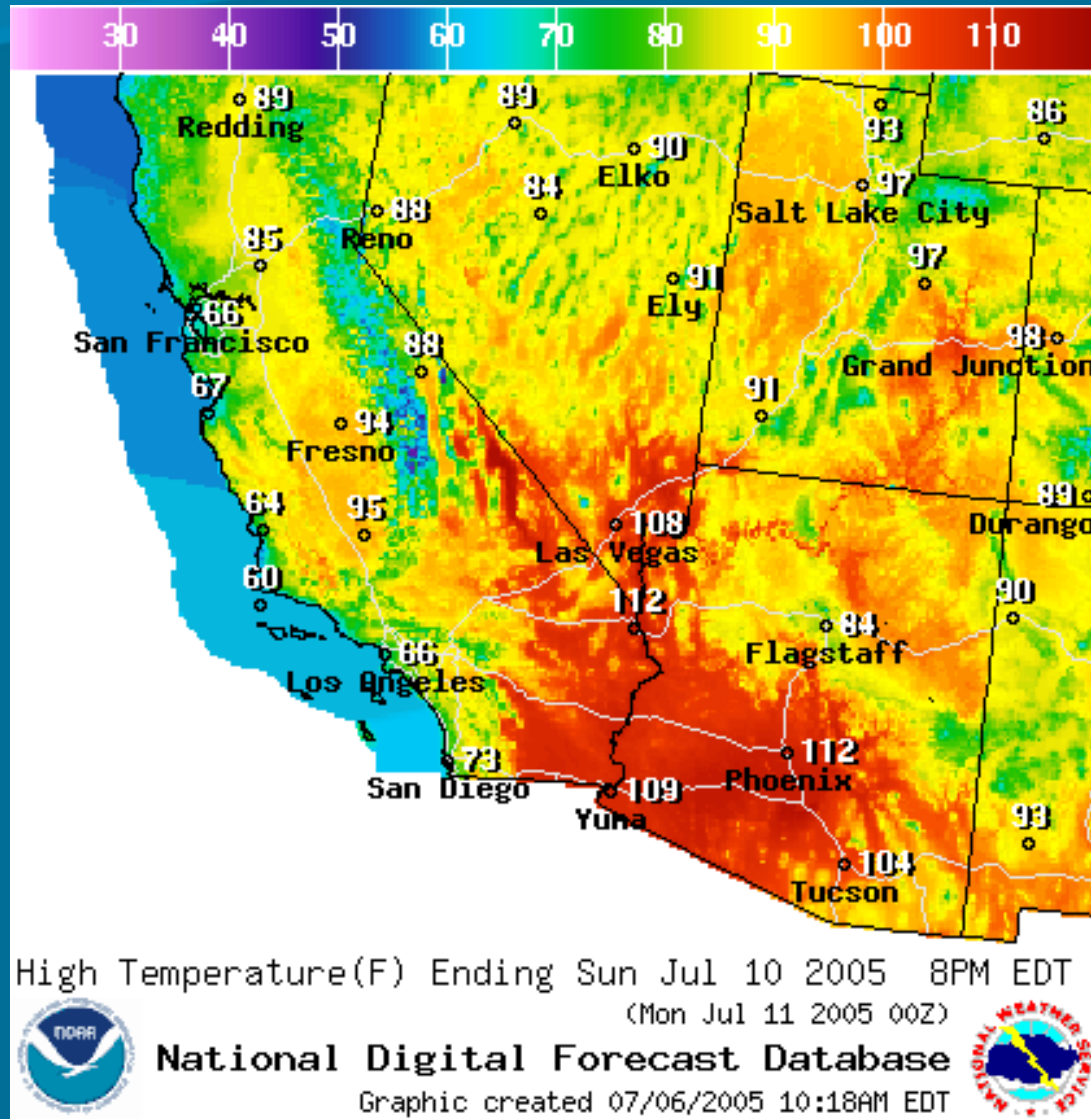 30 40 50 60 70 80 90 100 110
89
Redding
89
90
Elko
93
86
84
97
Salt Lake City
88
Reno
85
91
Ely
97
66
San Francisco
88
98
Grand Junction
67
91
94
Fresno
89
Durango
64
95
108
Las Vegas
60
112
90
84
Flagstaff
66
Los Angeles
73
San Diego
112
Phoenix
109
Yuma
93
104
Tucson
High Temperature(F) Ending Sun Jul 10 2005 8PM EDT
(Mon Jul 11 2005 00Z)
NOAA
National Digital Forecast Database
NATIONAL WEATHER SERVICE
Graphic created 07/06/2005 10:18AM EDT